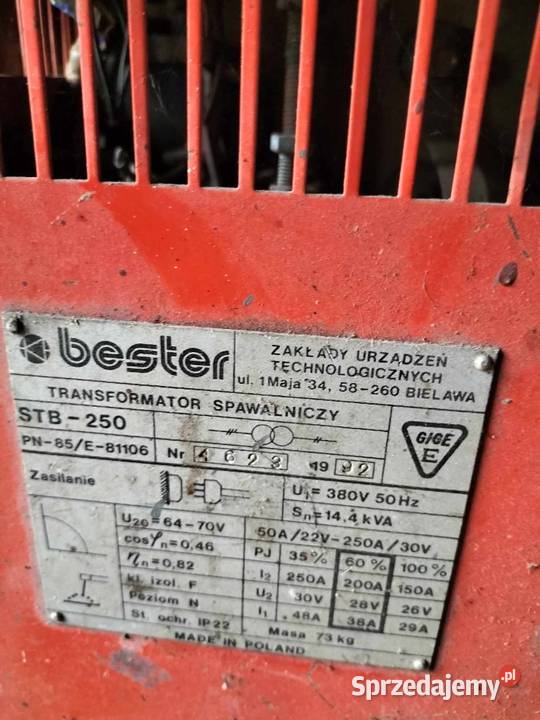 bester
ZAKŁADY URZĄDZEŃ
TECHNOLOGICZNYCH
ul. 1 Maja 34, 58-260 BIELAWA
TRANSFORMATOR SPAWALNICZY
STB-250
PN-85/E-81106
Nr 4623 1992
GIGE
E
Zasilanie
U₁= 380V 50Hz
Sₙ= 14,4 kVA
U₂₀= 64-70V
cosφₙ= 0,46
ηₙ= 0,82
kl. izol. F
Poziom N
St. ochr. IP22
50A/22V-250A/30V
PJ 35% 60% 100%
I₂ 250A 200A 150A
U₂ 30V 28V 26V
I₁ 48A 38A 29A
Masa 73 kg
MADE IN POLAND
Sprzedajemy.pl